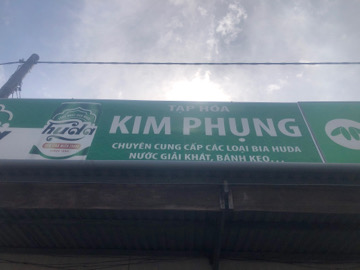 TẠP HÓA
KIM PHỤNG
huda
CHUYÊN CUNG CẤP CÁC LOẠI BIA HUDA
NƯỚC GIẢI KHÁT, BÁNH KẸO...